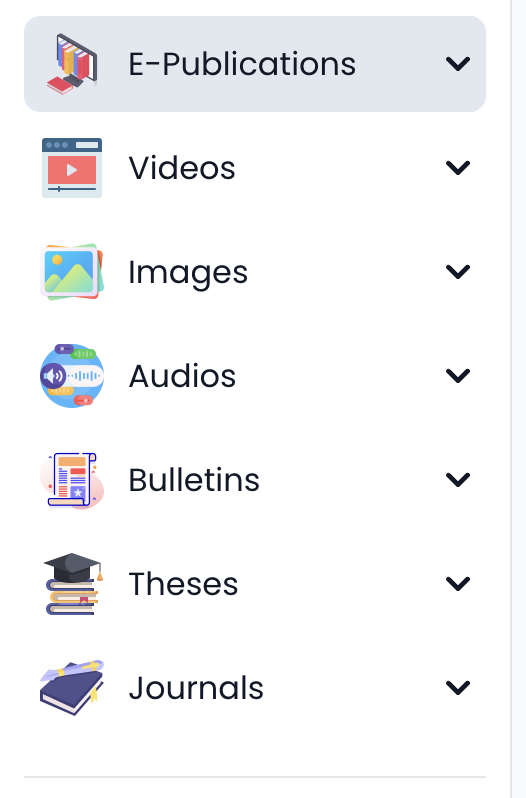 E-Publications
Videos
Images
Audios
Bulletins
Theses
Journals